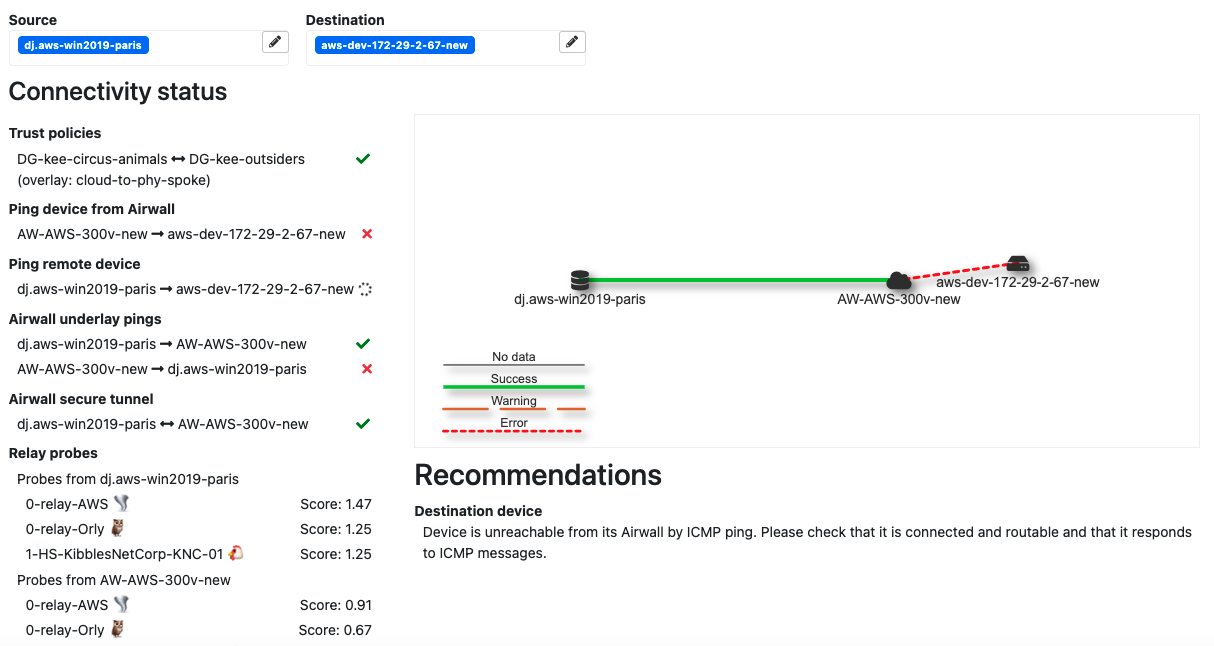 Source
Destination
dj.aws-win2019-paris
aws-dev-172-29-2-67-new
Connectivity status
Trust policies
DG-kee-circus-animals ↔ DG-kee-outsiders
(overlay: cloud-to-phy-spoke)
Ping device from Airwall
AW-AWS-300v-new → aws-dev-172-29-2-67-new
Ping remote device
dj.aws-win2019-paris → aws-dev-172-29-2-67-new
Airwall underlay pings
dj.aws-win2019-paris → AW-AWS-300v-new
AW-AWS-300v-new → dj.aws-win2019-paris
Airwall secure tunnel
dj.aws-win2019-paris ↔ AW-AWS-300v-new
Relay probes
Probes from dj.aws-win2019-paris
0-relay-AWS Score: 1.47
0-relay-Orly Score: 1.25
1-HS-KibblesNetCorp-KNC-01 Score: 1.25
Probes from AW-AWS-300v-new
0-relay-AWS Score: 0.91
0-relay-Orly Score: 0.67
dj.aws-win2019-paris
AW-AWS-300v-new
aws-dev-172-29-2-67-new
No data
Success
Warning
Error
Recommendations
Destination device
Device is unreachable from its Airwall by ICMP ping. Please check that it is connected and routable and that it responds
to ICMP messages.